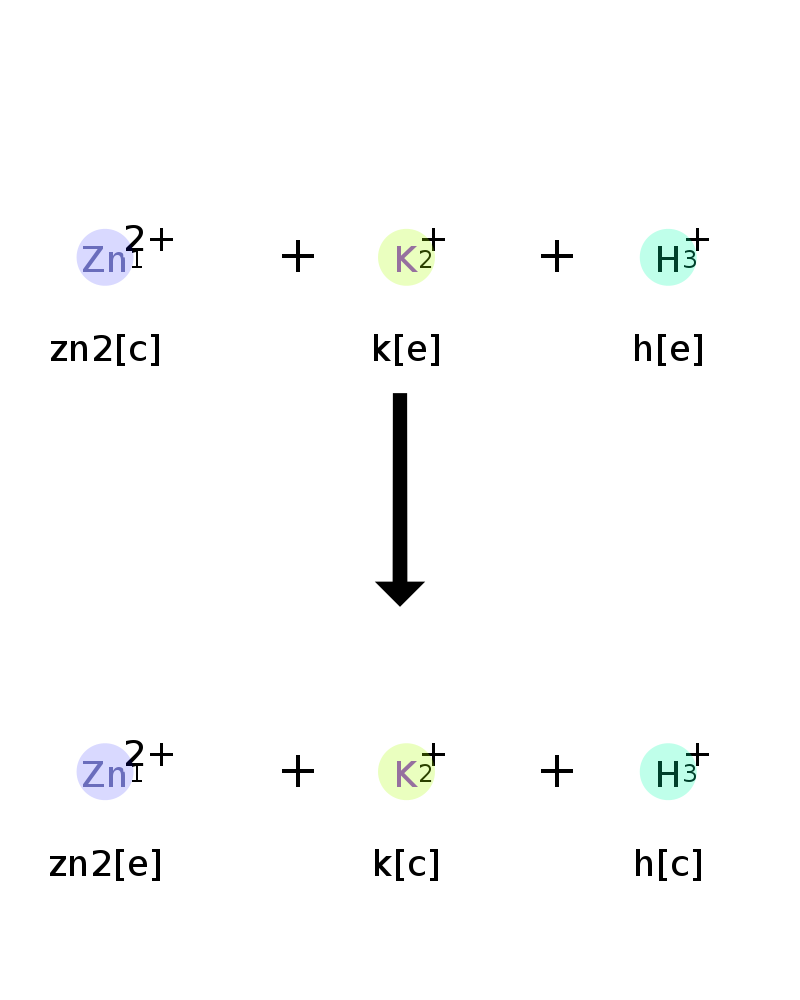 Zn1 2+ + K2 + + H3 +
zn2[c] k[e] h[e]
Zn1 2+ + K2 + + H3 +
zn2[e] k[c] h[c]